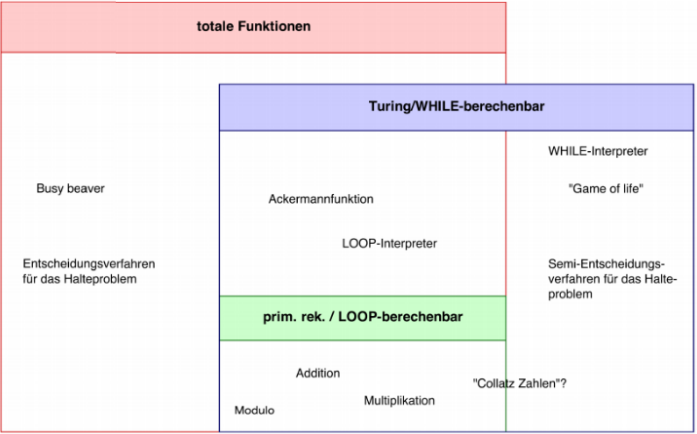 totale Funktionen
Turing/WHILE-berechenbar
WHILE-Interpreter
Busy beaver
"Game of life"
Ackermannfunktion
LOOP-Interpreter
Entscheidungsverfahren
für das Halteproblem
Semi-Entscheidungs-
verfahren für das Halte-
problem
prim. rek. / LOOP-berechenbar
Addition
"Collatz Zahlen"?
Multiplikation
Modulo